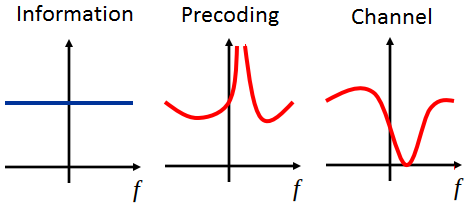 Information
Precoding
Channel
f
f
f